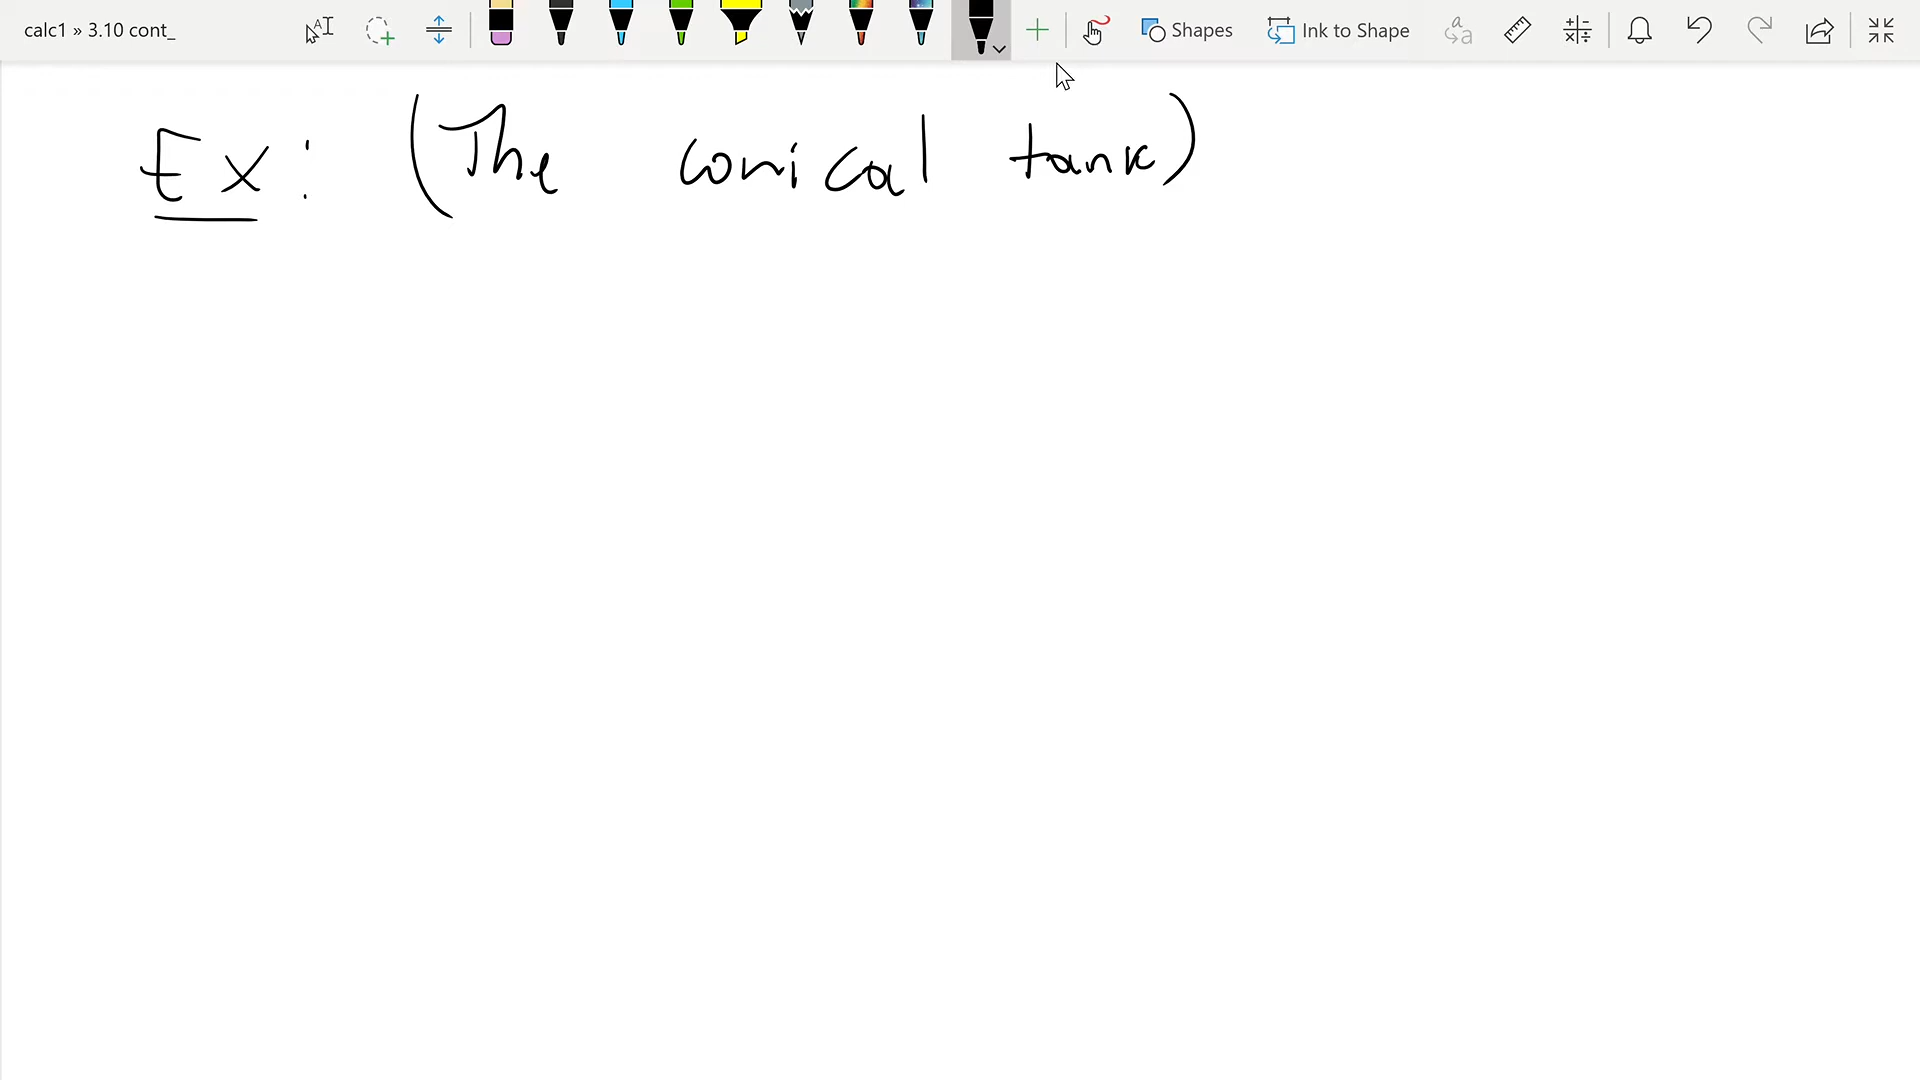 calc1 » 3.10 cont_ Shapes Ink to Shape
Ex: (The conical tank)